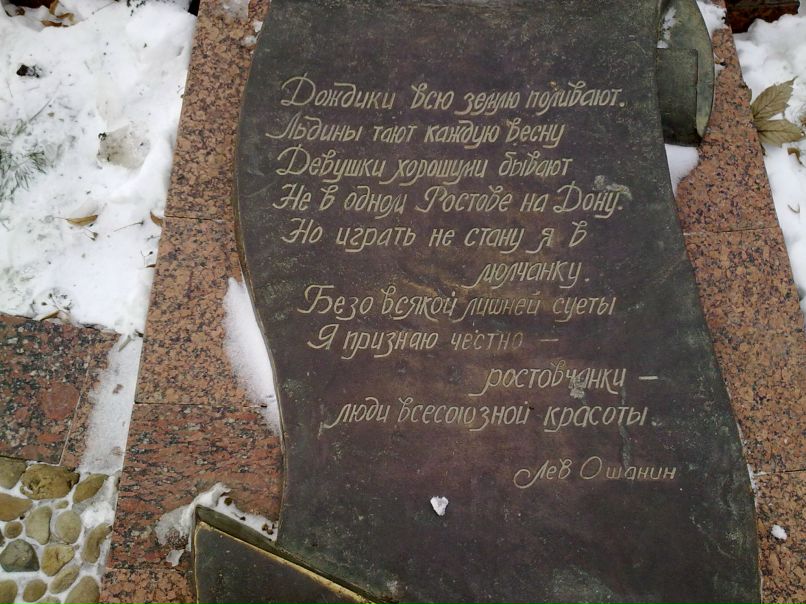 Дождики всю землю поливают.
Льдины тают каждую весну
Девушки хорошими бывают
Не в одном Ростове на Дону.
Но играть не стану я в
молчанку.
Безо всякой лишней суеты
Я признаю честно —
ростовчанки —
люди всесоюзной красоты.
Лев Ошанин